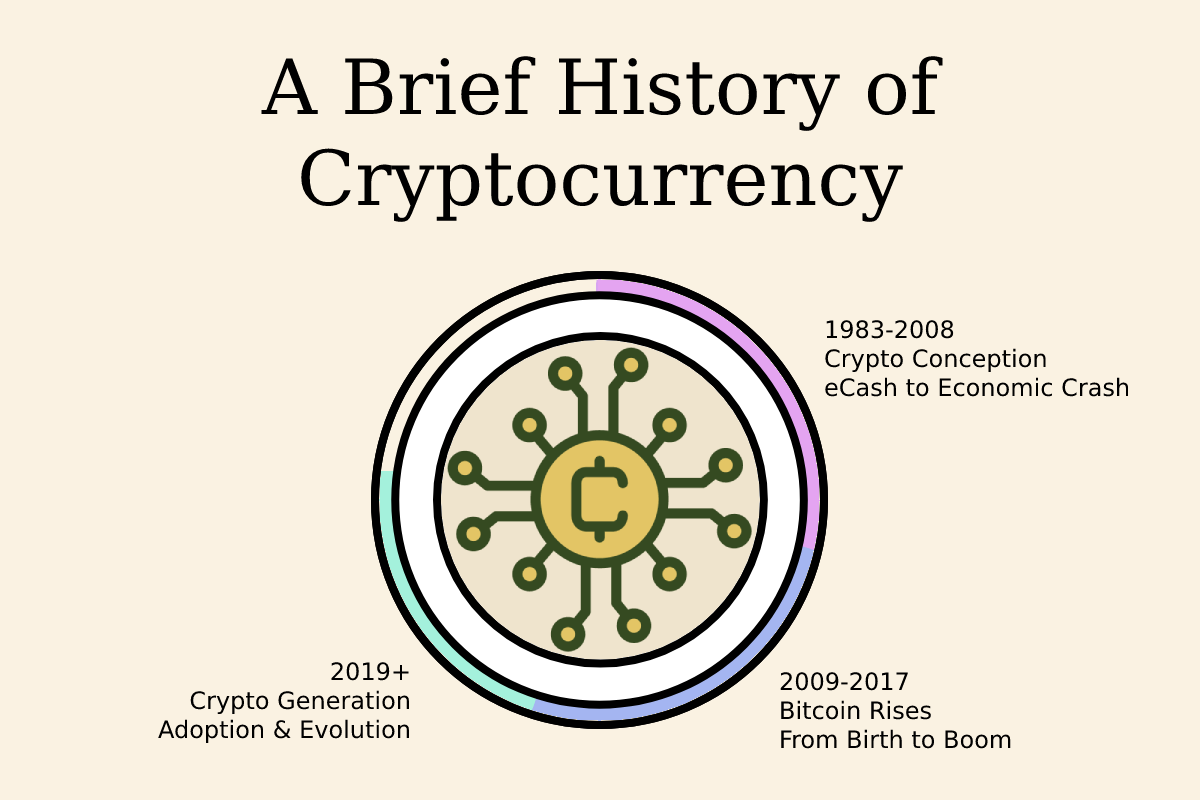 A Brief History of
Cryptocurrency
1983-2008
Crypto Conception
eCash to Economic Crash
2009-2017
Bitcoin Rises
From Birth to Boom
2019+
Crypto Generation
Adoption & Evolution